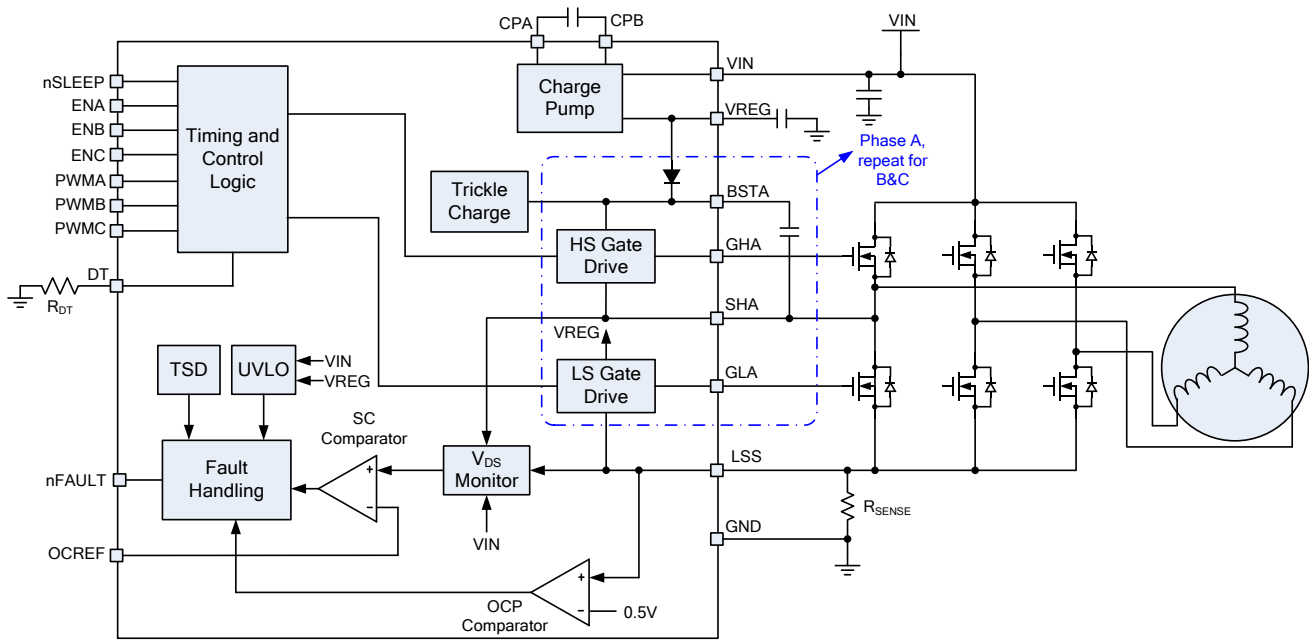 CPA
CPB
VIN
nSLEEP
ENA
ENB
ENC
PWMA
PWMB
PWMC
Timing and
Control
Logic
Charge
Pump
VIN
VREG
Phase A,
repeat for
B&C
Trickle
Charge
BSTA
HS Gate
Drive
GHA
DT
RDT
SHA
VREG
TSD
UVLO
VIN
VREG
LS Gate
Drive
GLA
SC
Comparator
Fault
Handling
+
−
VDS
Monitor
LSS
nFAULT
RSENSE
VIN
GND
OCREF
+
−
0.5V
OCP
Comparator